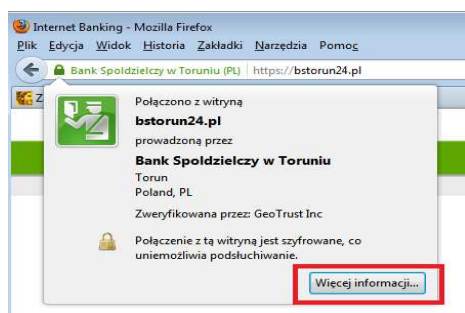 Internet Banking - Mozilla Firefox
Plik Edycja Widok Historia Zakładki Narzędzia Pomoc
Bank Spoldzielczy w Toruniu (PL) https://bstorun24.pl
Z
Połączono z witryną
bstorun24.pl
prowadzoną przez
Bank Spoldzielczy w Toruniu
Torun
Poland, PL
Zweryfikowana przez: GeoTrust Inc
Połączenie z tą witryną jest szyfrowane, co
uniemożliwia podsłuchiwanie.
Więcej informacji...